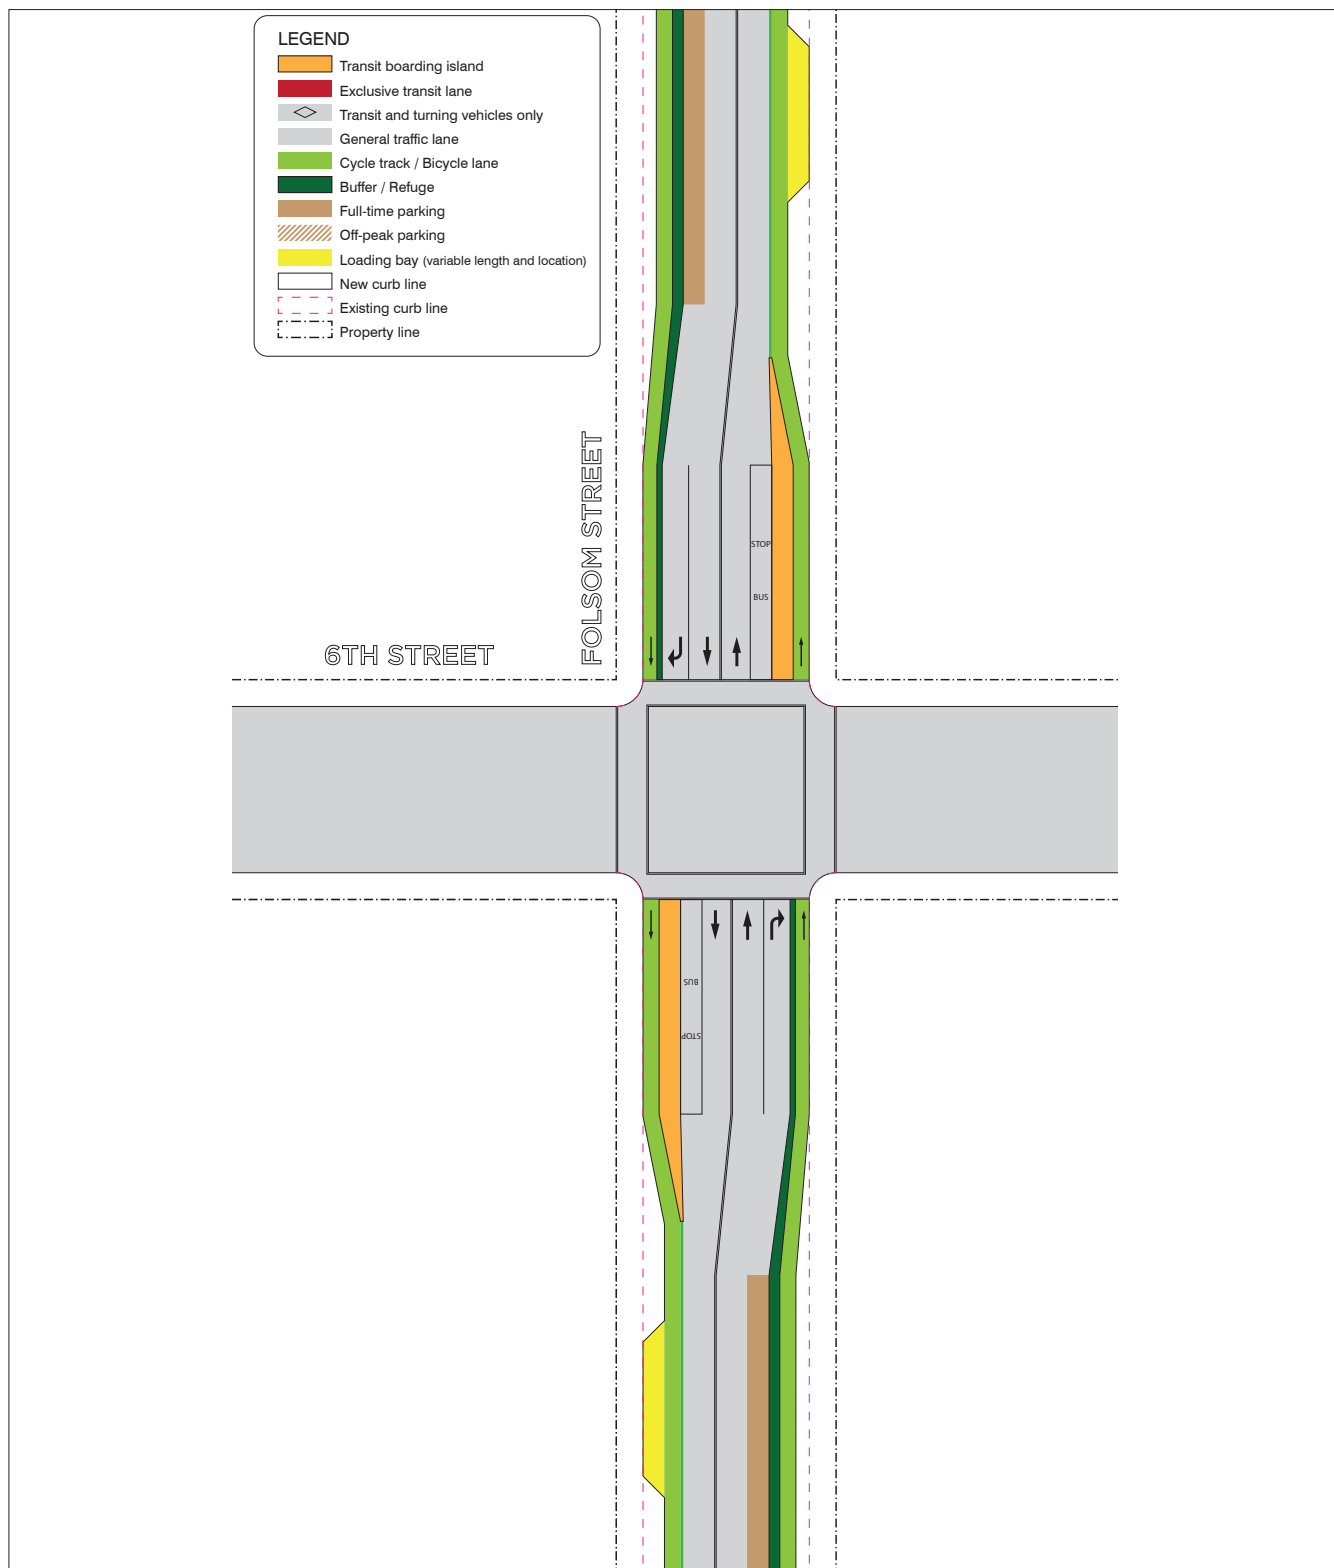 LEGEND
Transit boarding island
Exclusive transit lane
Transit and turning vehicles only
General traffic lane
Cycle track / Bicycle lane
Buffer / Refuge
Full-time parking
Off-peak parking
Loading bay (variable length and location)
New curb line
Existing curb line
Property line
FOLSOM STREET
6TH STREET
STOP
BUS
BUS
STOP